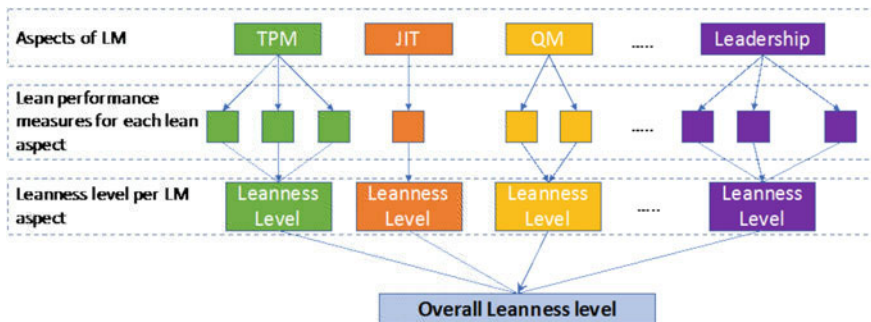 Aspects of LM
TPM
JIT
QM
.....
Leadership
Lean performance
measures for each lean
aspect
.....
Leanness level per LM
aspect
Leanness
Level
Leanness
Level
Leanness
Level
.....
Leanness
Level
Overall Leanness level